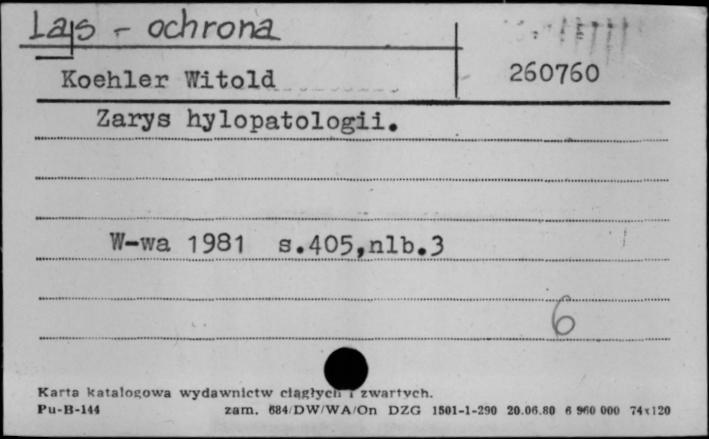 Las - ochrona
Koehler Witold 260760
Zarys hylopatologii.
W-wa 1981 s.405,nlb.3
6
Karta katalogowa wydawnictw ciągłych i zwartych.
Pu-B-144 zam. 684/DW/WA/On DZG 1501-1-290 20.06.80 6 960 000 74x120